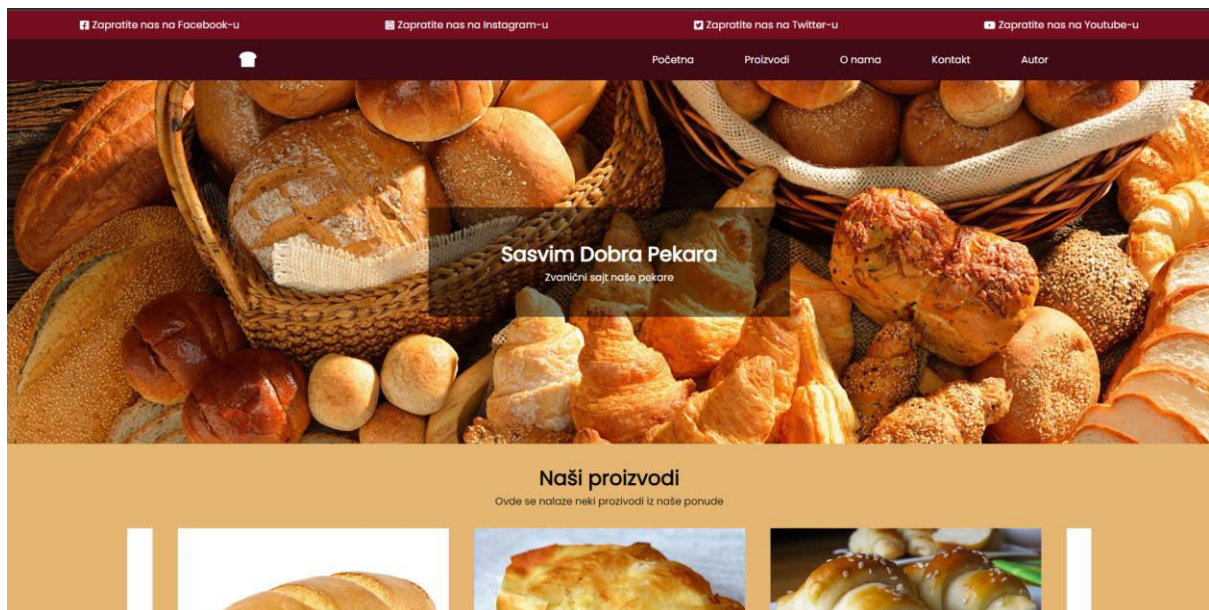 Zapratite nas na Facebook-u
Zapratite nas na Instagram-u
Zapratite nas na Twitter-u
Zapratite nas na Youtube-u
Početna
Proizvodi
O nama
Kontakt
Autor
Sasvim Dobra Pekara
Zvanični sajt naše pekare
Naši proizvodi
Ovde se nalaze neki prozivodi iz naše ponude